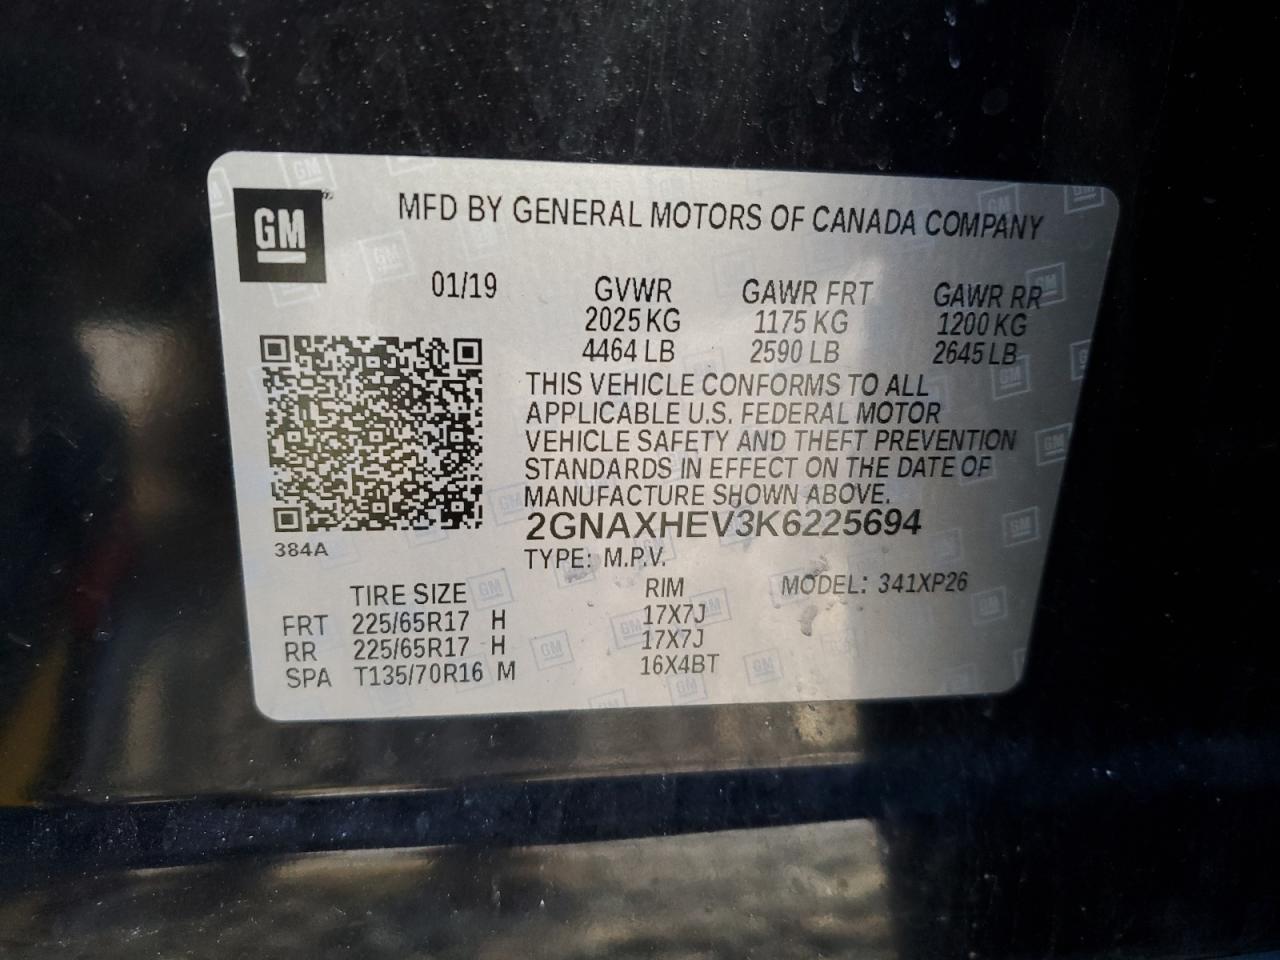 GM
MFD BY GENERAL MOTORS OF CANADA COMPANY
01/19 GVWR GAWR FRT GAWR RR
2025 KG 1175 KG 1200 KG
4464 LB 2590 LB 2645 LB
THIS VEHICLE CONFORMS TO ALL
APPLICABLE U.S. FEDERAL MOTOR
VEHICLE SAFETY AND THEFT PREVENTION
STANDARDS IN EFFECT ON THE DATE OF
MANUFACTURE SHOWN ABOVE.
2GNAXHEV3K6225694
384A
TYPE: M.P.V.
MODEL: 341XP26
TIRE SIZE RIM
FRT 225/65R17 H 17X7J
RR 225/65R17 H 17X7J
SPA T135/70R16 M 16X4BT